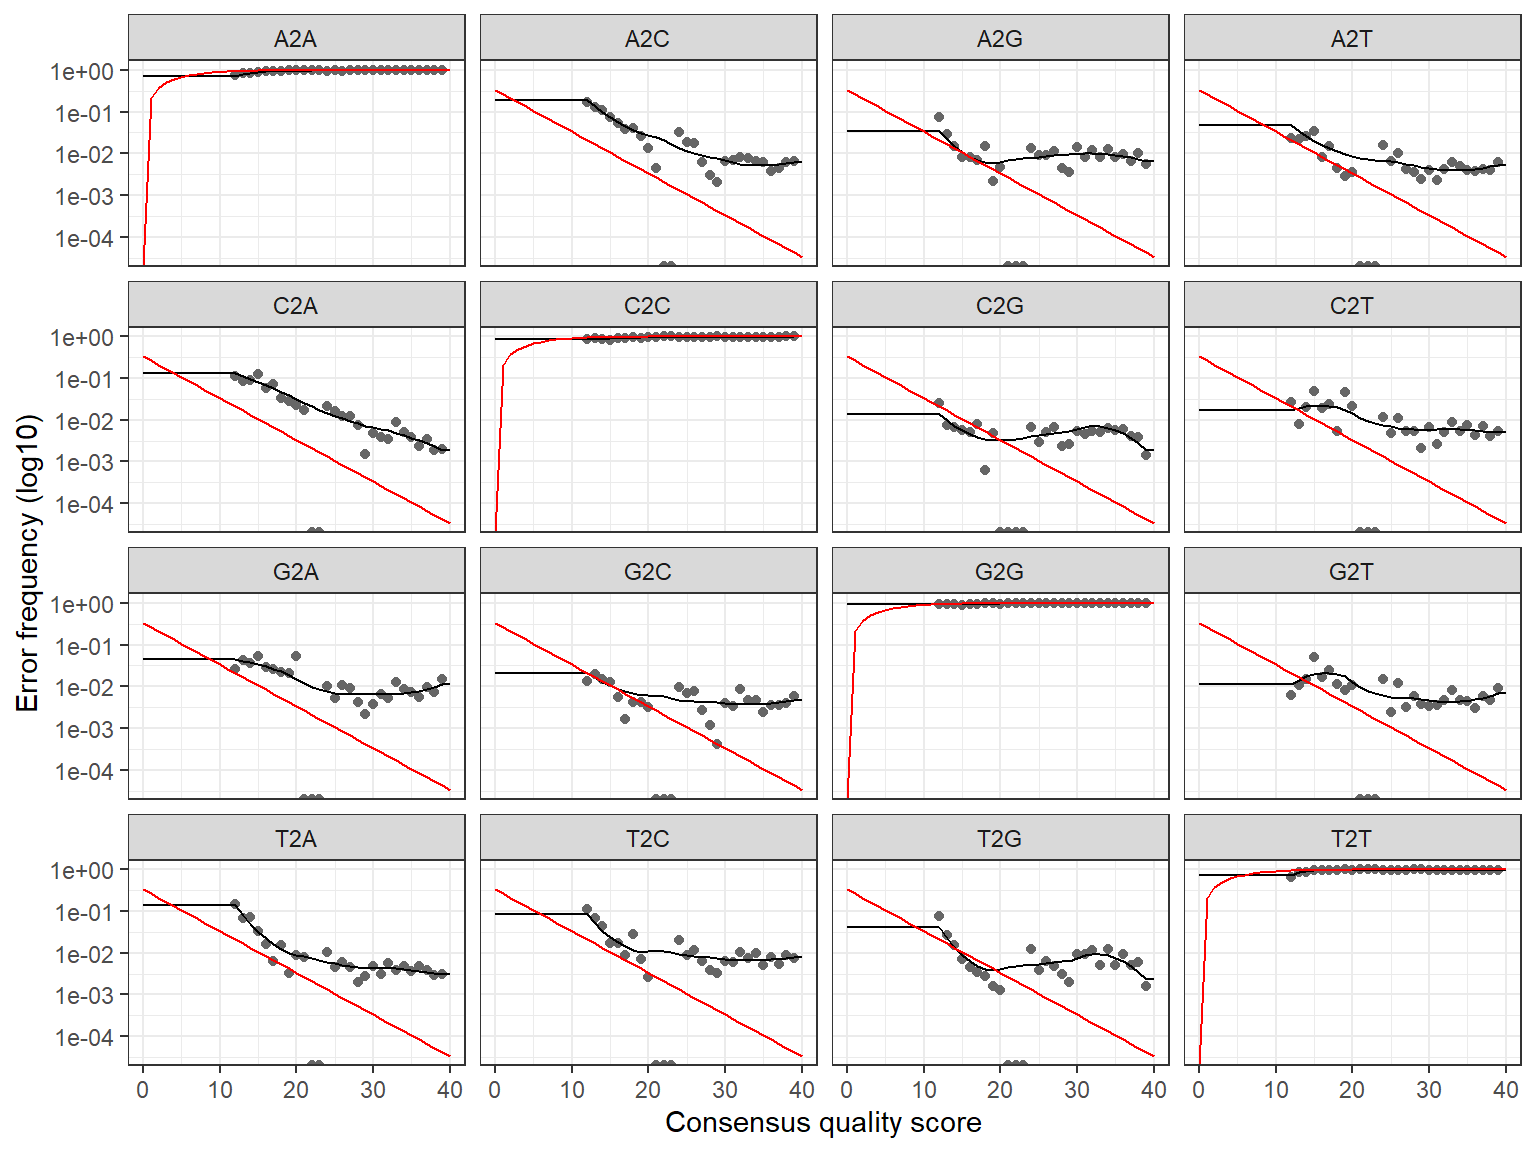 A2A A2C A2G A2T
1e+00
1e-01
1e-02
1e-03
1e-04
C2A C2C C2G C2T
1e+00
1e-01
1e-02
1e-03
1e-04
G2A G2C G2G G2T
1e+00
1e-01
1e-02
1e-03
1e-04
T2A T2C T2G T2T
1e+00
1e-01
1e-02
1e-03
1e-04
0 10 20 30 40 0 10 20 30 40 0 10 20 30 40 0 10 20 30 40
Consensus quality score
Error frequency (log10)